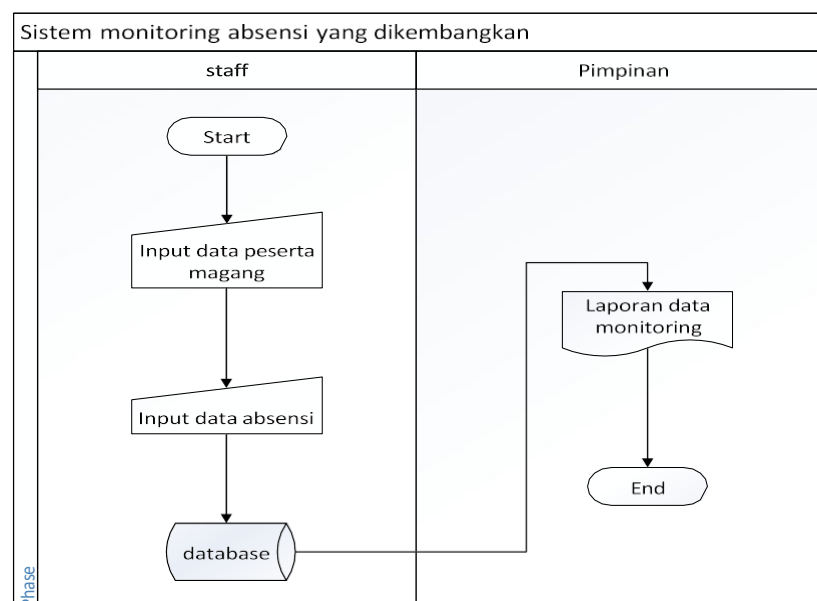 Sistem monitoring absensi yang dikembangkan
staff
Pimpinan
Start
Input data peserta
magang
Input data absensi
database
Laporan data
monitoring
End
Phase